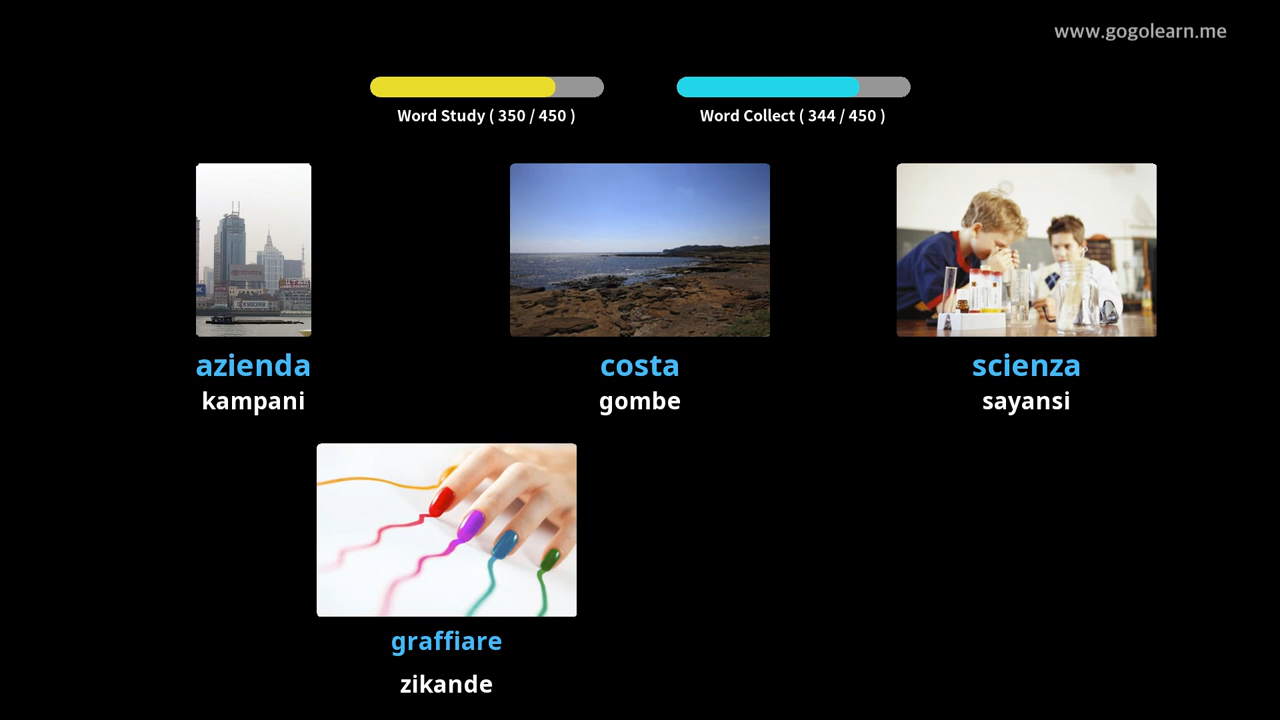 www.gogolearn.me
Word Study ( 350 / 450 )
Word Collect ( 344 / 450 )
TOYOTA
azienda
kampani
costa
gombe
scienza
sayansi
graffiare
zikande